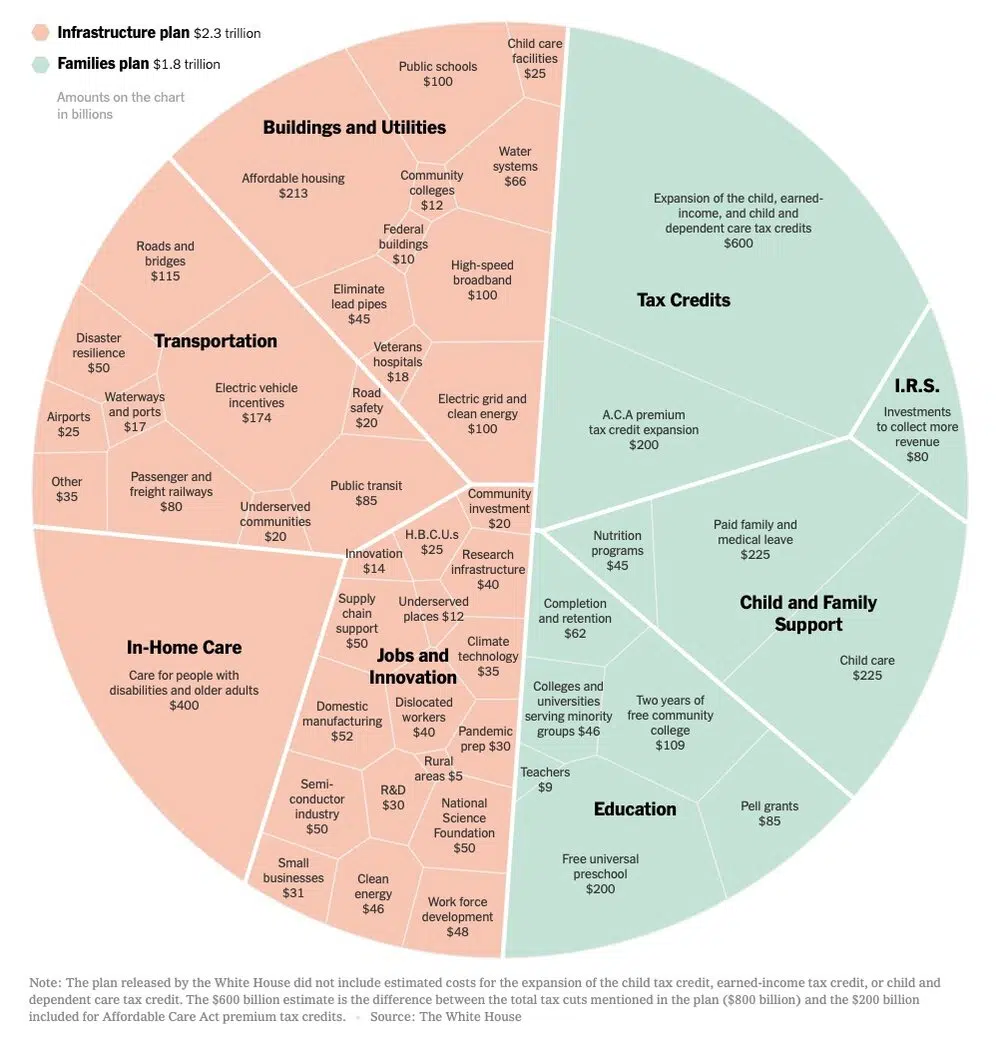 Infrastructure plan $2.3 trillion
Families plan $1.8 trillion
Amounts on the chart
in billions
Buildings and Utilities
Public schools
$100
Child care
facilities
$25
Affordable housing
$213
Community
colleges
$12
Water
systems
$66
Federal
buildings
$10
High-speed
broadband
$100
Eliminate
lead pipes
$45
Veterans
hospitals
$18
Electric grid and
clean energy
$100
Transportation
Roads and
bridges
$115
Disaster
resilience
$50
Waterways
and ports
$17
Airports
$25
Electric vehicle
incentives
$174
Road
safety
$20
Other
$35
Passenger and
freight railways
$80
Underserved
communities
$20
Public transit
$85
In-Home Care
Care for people with
disabilities and older adults
$400
Jobs and
Innovation
Community
investment
$20
H.B.C.U.s
$25
Innovation
$14
Research
infrastructure
$40
Supply
chain
support
$50
Underserved
places $12
Climate
technology
$35
Domestic
manufacturing
$52
Dislocated
workers
$40
Pandemic
prep $30
Rural
areas $5
Semi-
conductor
industry
$50
R&D
$30
National
Science
Foundation
$50
Small
businesses
$31
Clean
energy
$46
Work force
development
$48
Tax Credits
Expansion of the child, earned-
income, and child and
dependent care tax credits
$600
A.C.A premium
tax credit expansion
$200
I.R.S.
Investments
to collect more
revenue
$80
Child and Family
Support
Nutrition
programs
$45
Paid family and
medical leave
$225
Child care
$225
Education
Completion
and retention
$62
Colleges and
universities
serving minority
groups $46
Two years of
free community
college
$109
Teachers
$9
Pell grants
$85
Free universal
preschool
$200
Note: The plan released by the White House did not include estimated costs for the expansion of the child tax credit, earned-income tax credit, or child and
dependent care tax credit. The $600 billion estimate is the difference between the total tax cuts mentioned in the plan ($800 billion) and the $200 billion
included for Affordable Care Act premium tax credits. • Source: The White House